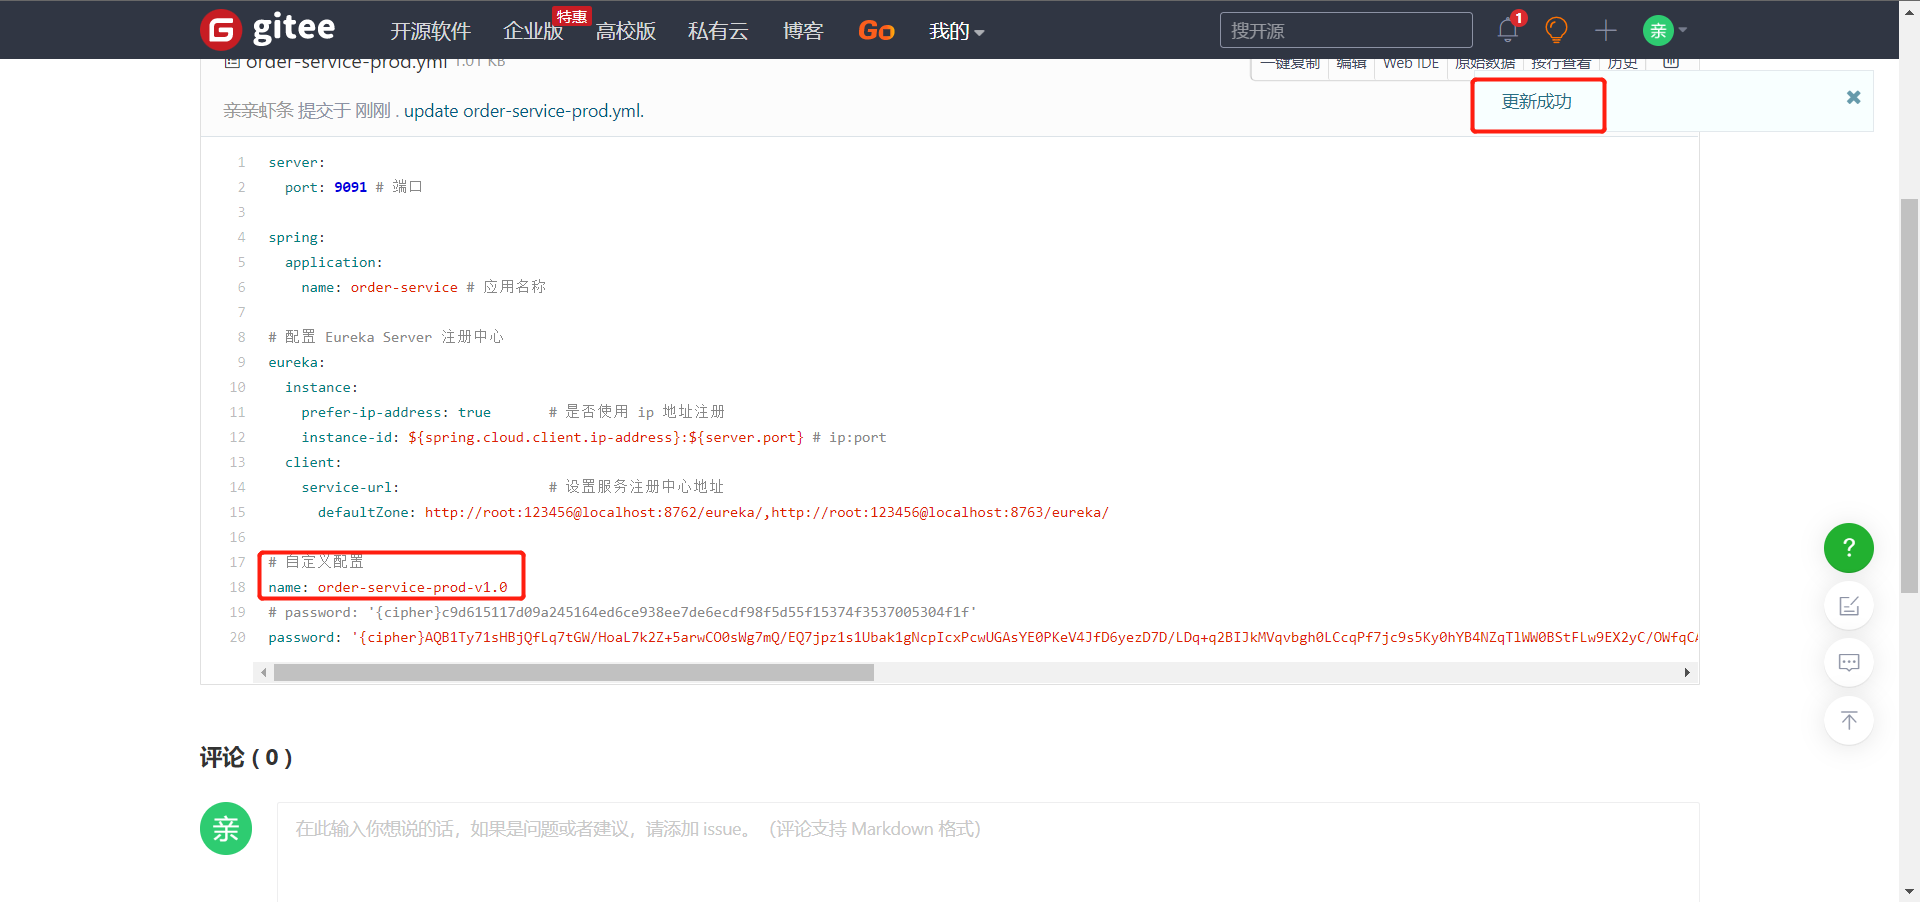 gitee 开源软件 企业版 特惠 高校版 私有云 博客 Go 我的 搜开源 1 亲
order-service-prod.yml 1.01 KB 一键复制 编辑 Web IDE 原始数据 按行查看 历史
更新成功
亲亲虾条 提交于 刚刚 . update order-service-prod.yml.
1 server:
2 port: 9091 # 端口
3
4 spring:
5 application:
6 name: order-service # 应用名称
7
8 # 配置 Eureka Server 注册中心
9 eureka:
10 instance:
11 prefer-ip-address: true # 是否使用 ip 地址注册
12 instance-id: ${spring.cloud.client.ip-address}:${server.port} # ip:port
13 client:
14 service-url: # 设置服务注册中心地址
15 defaultZone: http://root:123456@localhost:8762/eureka/,http://root:123456@localhost:8763/eureka/
16
17 # 自定义配置
18 name: order-service-prod-v1.0
19 # password: '{cipher}c9d615117d09a245164ed6ce938ee7de6ecdf98f5d55f15374f3537005304f1f'
20 password: '{cipher}AQB1Ty71sHBjQfLq7tGW/HoaL7k2Z+5arwCO0sWg7mQ/EQ7jpz1s1Ubak1gNcpIcxPcwUGAsYE0PKeV4JfD6yezD7D/LDq+q2BIJkMVqvbgh0LCcqPf7jc9s5Ky0hYB4NZqTlWW0BStFLw9EX2yC/OWfqCA
?
评论 ( 0 )
亲
在此输入你想说的话，如果是问题或者建议，请添加 issue。（评论支持 Markdown 格式）